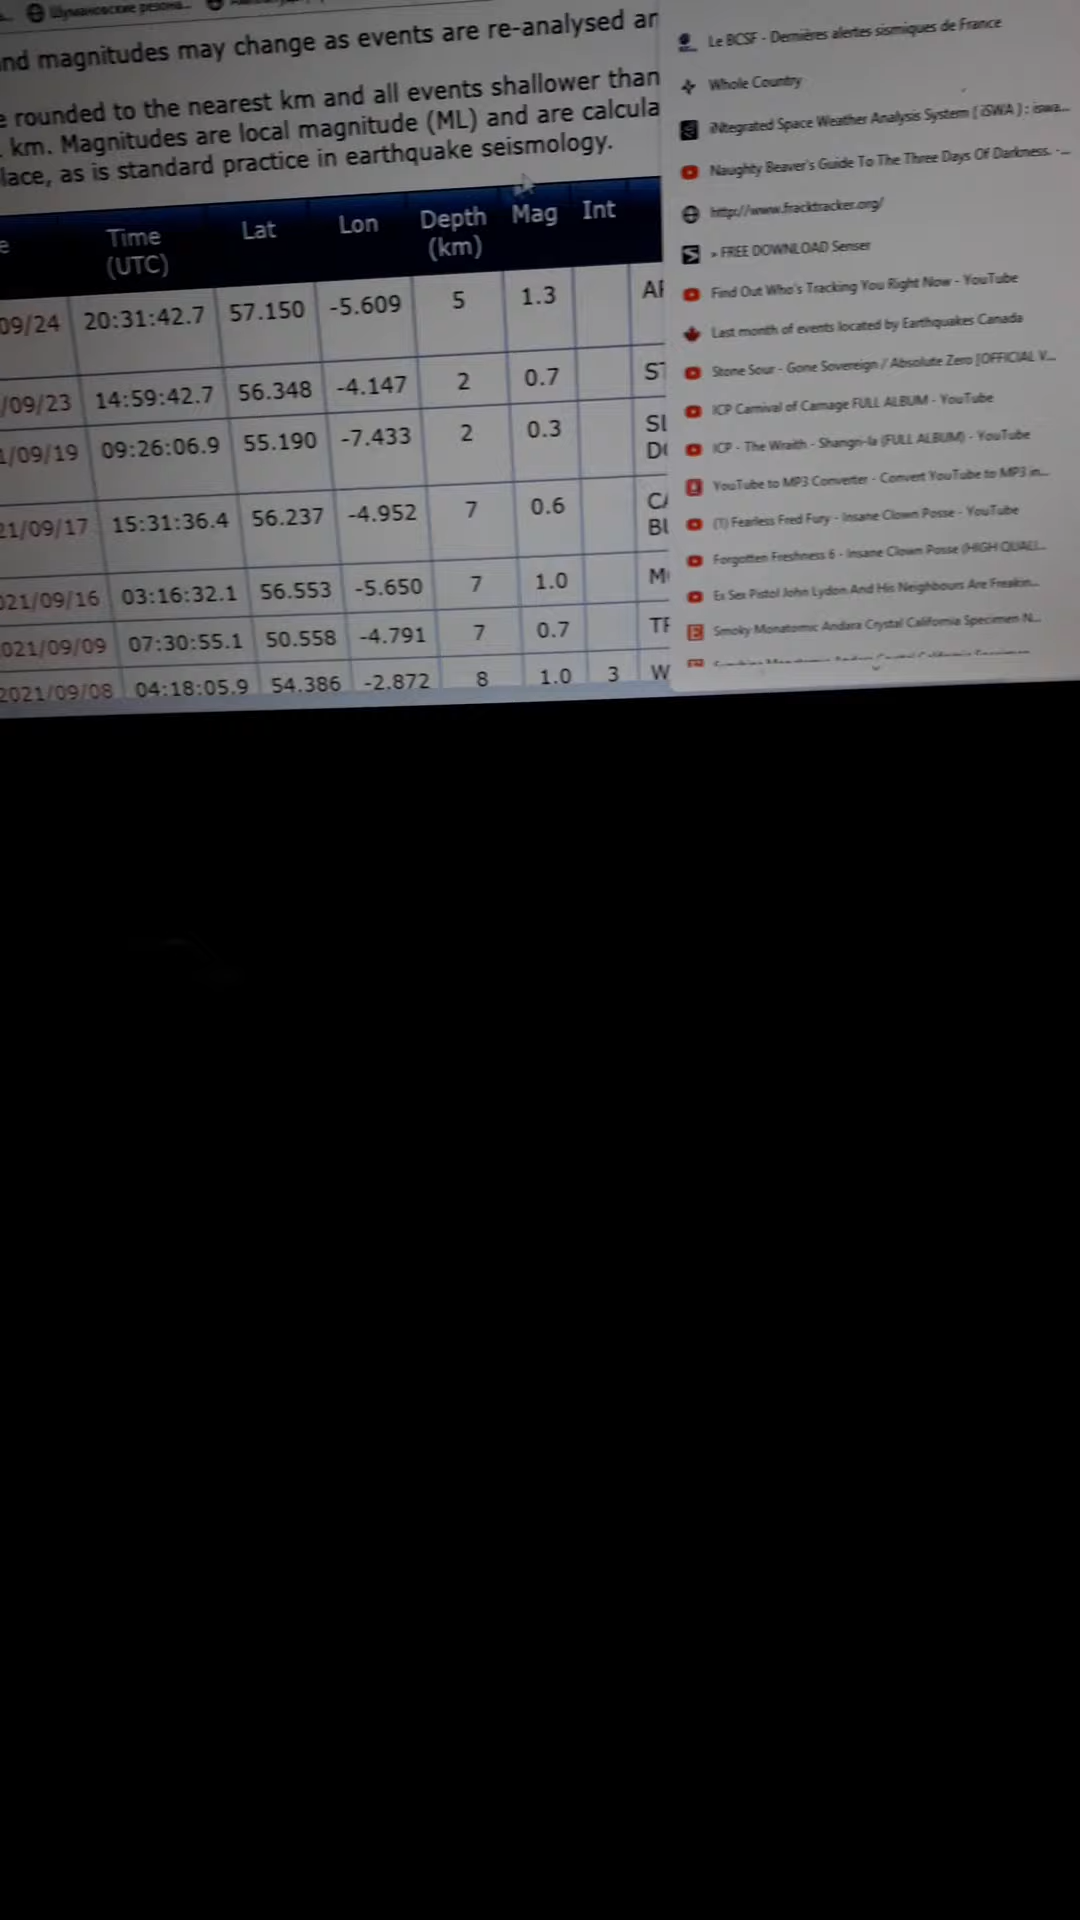 Шумановские резона...
nd magnitudes may change as events are re-analysed an
e rounded to the nearest km and all events shallower than
. km. Magnitudes are local magnitude (ML) and are calcula
lace, as is standard practice in earthquake seismology.
e Time (UTC) Lat Lon Depth (km) Mag Int
09/24 20:31:42.7 57.150 -5.609 5 1.3
/09/23 14:59:42.7 56.348 -4.147 2 0.7 ST
1/09/19 09:26:06.9 55.190 -7.433 2 0.3 SL
21/09/17 15:31:36.4 56.237 -4.952 7 0.6 CA
021/09/16 03:16:32.1 56.553 -5.650 7 1.0 M
021/09/09 07:30:55.1 50.558 -4.791 7 0.7 TR
2021/09/08 04:18:05.9 54.386 -2.872 8 1.0 3 W
Le BCSF - Dernières alertes sismiques de France
Whole Country
iNtegrated Space Weather Analysis System ( iSWA ) : iswa...
Naughty Beaver's Guide To The Three Days Of Darkness. -...
http://www.fracktracker.org/
» FREE DOWNLOAD Senser
Find Out Who's Tracking You Right Now - YouTube
Last month of events located by Earthquakes Canada
Stone Sour - Gone Sovereign / Absolute Zero [OFFICIAL V...
ICP Carnival of Carnage FULL ALBUM - YouTube
ICP - The Wraith - Shangri-la (FULL ALBUM) - YouTube
YouTube to MP3 Converter - Convert YouTube to MP3 in...
(1) Fearless Fred Fury - Insane Clown Posse - YouTube
Forgotten Freshness 6 - Insane Clown Posse (HIGH QUALI...
Ex Sex Pistol John Lydon And His Neighbours Are Freakin...
Smoky Monatomic Andara Crystal California Specimen N...